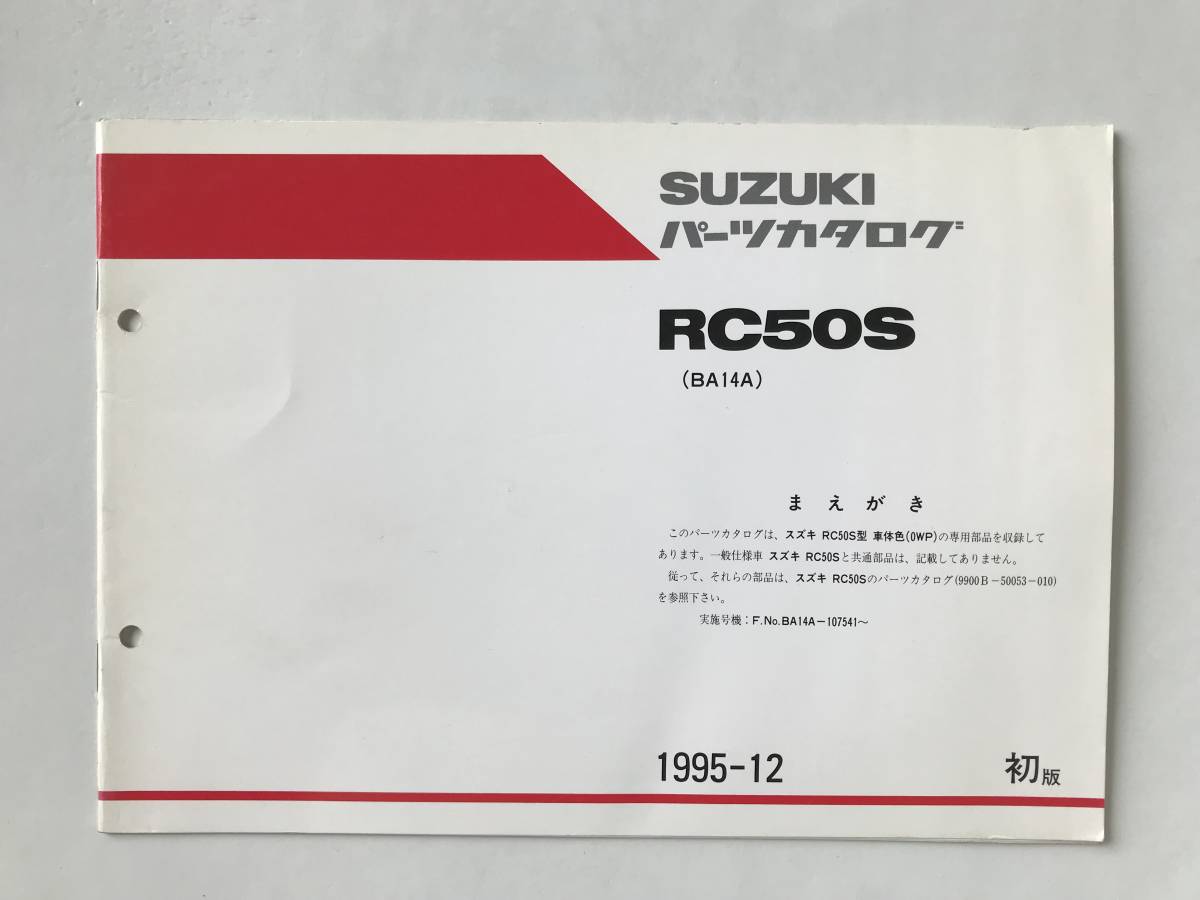 SUZUKI
パーツカタログ
RC50S
(BA14A)
まえがき
このパーツカタログは、スズキ RC50S型 車体色(0WP)の専用部品を収録して
あります。一般仕様車 スズキ RC50Sと共通部品は、記載してありません。
従って、それらの部品は、スズキ RC50Sのパーツカタログ(9900B-50053-010)
を参照下さい。
実施号機：F.No.BA14A-107541〜
1995-12
初版